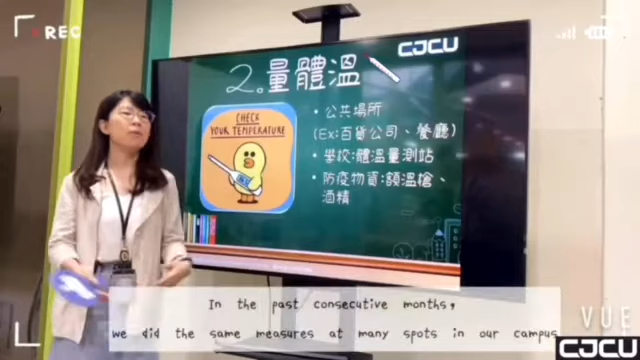 REC
CJCU
2.量體溫
CHECK
YOUR TEMPERATURE
• 公共場所
(Ex:百貨公司、餐廳)
• 學校:體溫量測站
• 防疫物資:額溫槍、
酒精
In the past consecutive months,
we did the same measures at many spots in our campus
VUE
CJCU